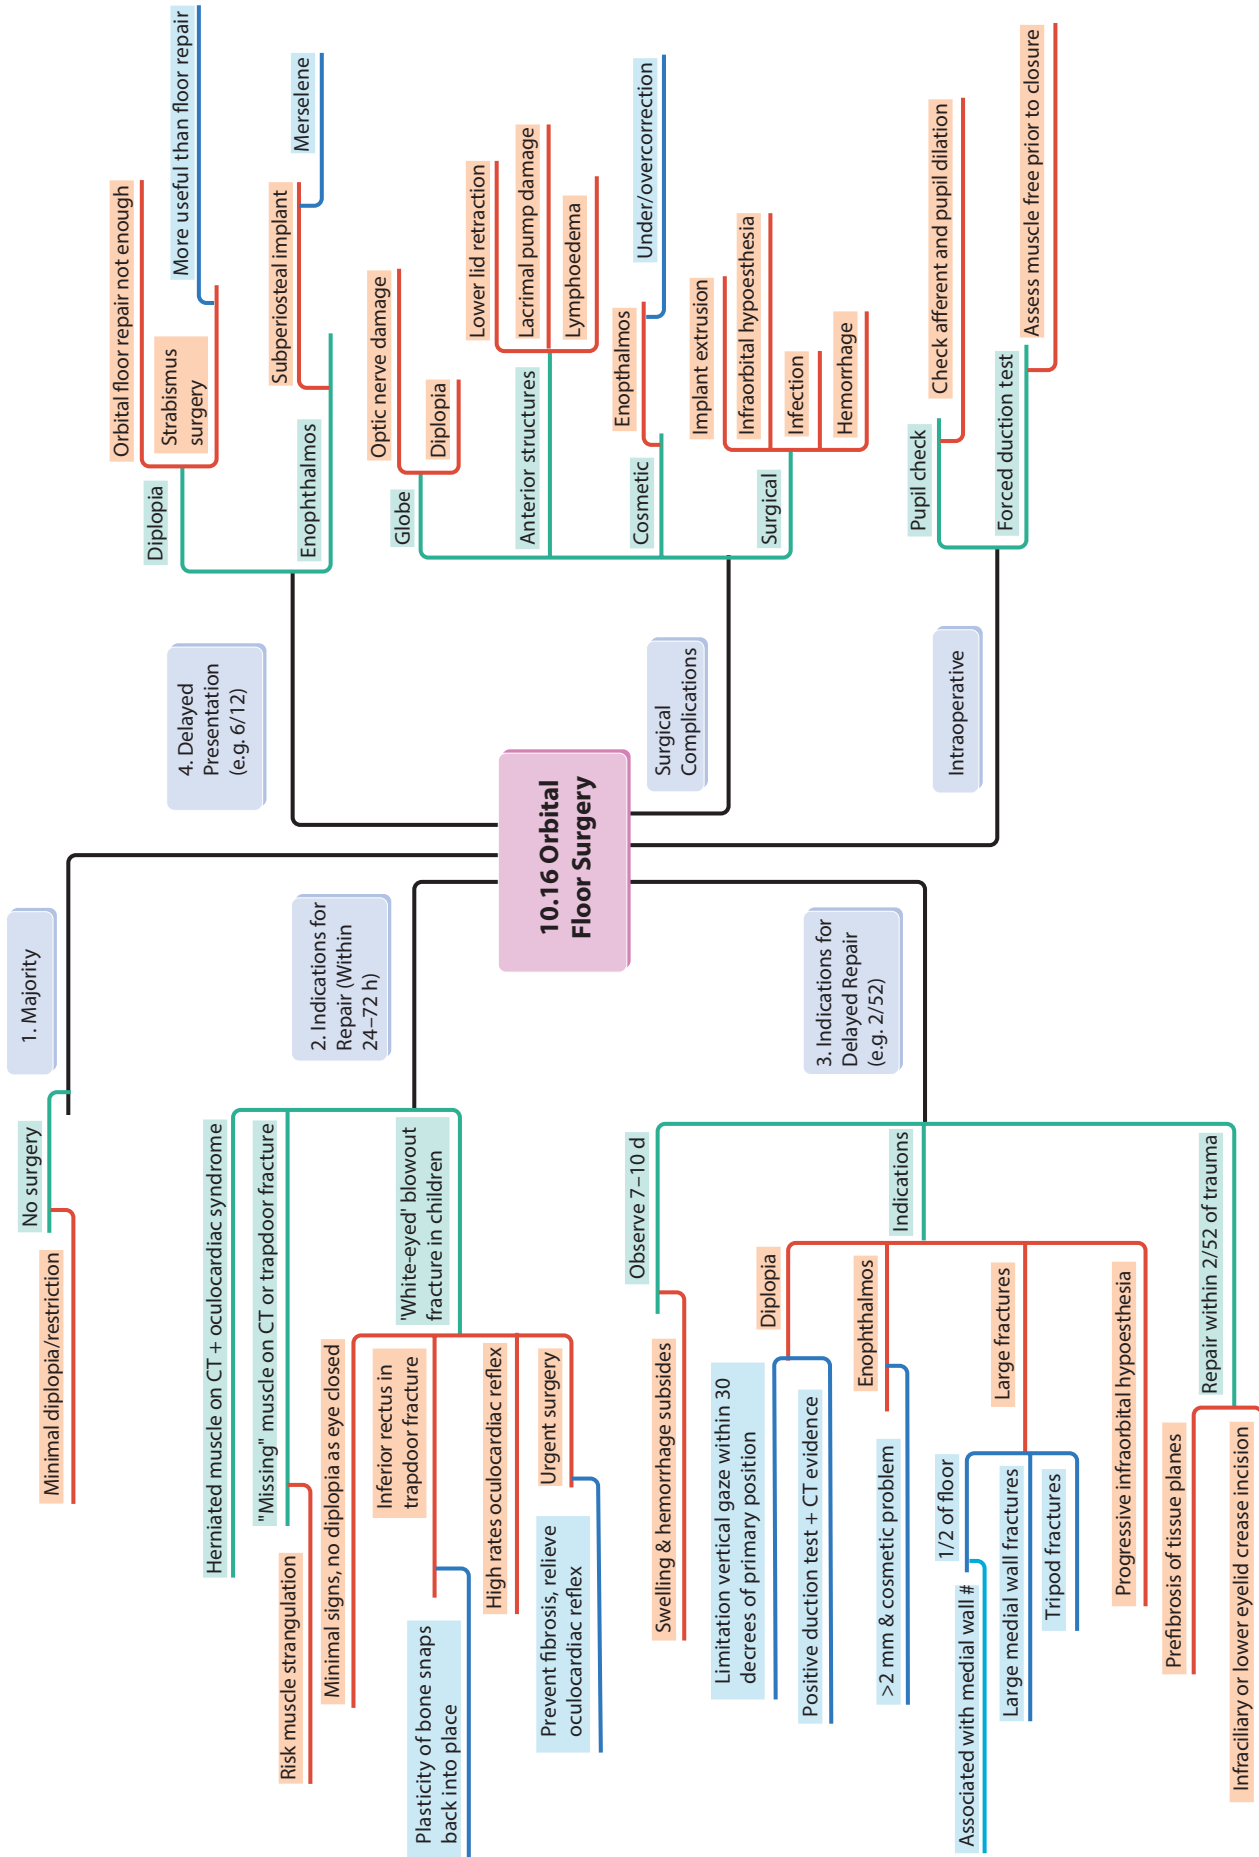 10.16 Orbital
Floor Surgery
1. Majority
No surgery
Minimal diplopia/restriction
2. Indications for
Repair (Within
24–72 h)
Herniated muscle on CT + oculocardiac syndrome
"Missing" muscle on CT or trapdoor fracture
Risk muscle strangulation
'White-eyed' blowout
fracture in children
Minimal signs, no diplopia as eye closed
Inferior rectus in
trapdoor fracture
Plasticity of bone snaps
back into place
High rates oculocardiac reflex
Urgent surgery
Prevent fibrosis, relieve
oculocardiac reflex
3. Indications for
Delayed Repair
(e.g. 2/52)
Observe 7–10 d
Swelling & hemorrhage subsides
Indications
Diplopia
Limitation vertical gaze within 30
decrees of primary position
Positive duction test + CT evidence
Enophthalmos
>2 mm & cosmetic problem
Large fractures
1/2 of floor
Associated with medial wall #
Large medial wall fractures
Tripod fractures
Progressive infraorbital hypoesthesia
Repair within 2/52 of trauma
Prefibrosis of tissue planes
Infraciliary or lower eyelid crease incision
4. Delayed
Presentation
(e.g. 6/12)
Diplopia
Orbital floor repair not enough
Strabismus
surgery
More useful than floor repair
Enophthalmos
Subperiosteal implant
Merselene
Surgical
Complications
Globe
Optic nerve damage
Diplopia
Anterior structures
Lower lid retraction
Lacrimal pump damage
Lymphoedema
Cosmetic
Enopthalmos
Under/overcorrection
Surgical
Implant extrusion
Infraorbital hypoesthesia
Infection
Hemorrhage
Intraoperative
Pupil check
Check afferent and pupil dilation
Forced duction test
Assess muscle free prior to closure